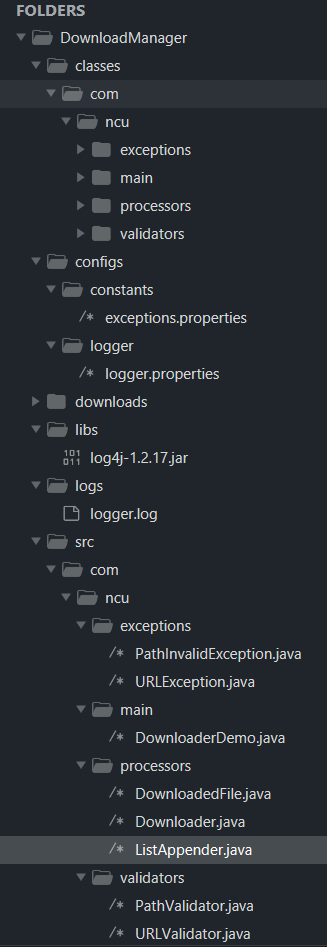 FOLDERS
DownloadManager
classes
com
ncu
exceptions
main
processors
validators
configs
constants
/* exceptions.properties
logger
/* logger.properties
downloads
libs
101 011 log4j-1.2.17.jar
logs
logger.log
src
com
ncu
exceptions
/* PathInvalidException.java
/* URLException.java
main
/* DownloaderDemo.java
processors
/* DownloadedFile.java
/* Downloader.java
/* ListAppender.java
validators
/* PathValidator.java
/* URLValidator.java